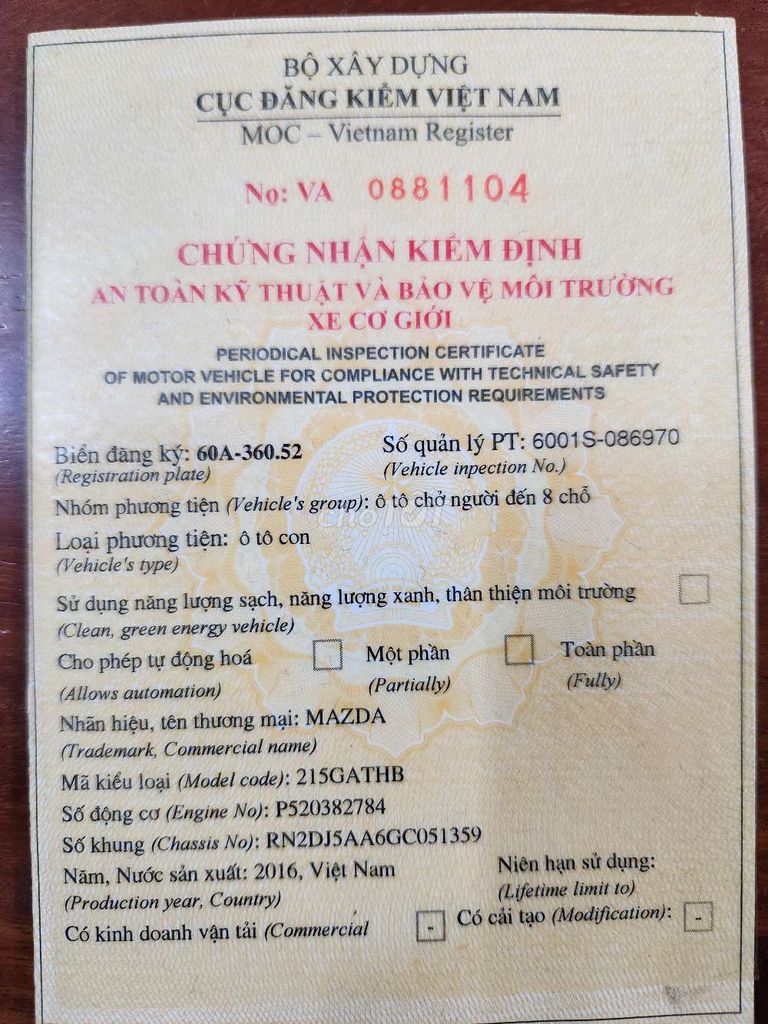 BỘ XÂY DỰNG
CỤC ĐĂNG KIỂM VIỆT NAM
MOC – Vietnam Register
Nọ: VA 0881104
CHỨNG NHẬN KIỂM ĐỊNH
AN TOÀN KỸ THUẬT VÀ BẢO VỆ MÔI TRƯỜNG
XE CƠ GIỚI
PERIODICAL INSPECTION CERTIFICATE
OF MOTOR VEHICLE FOR COMPLIANCE WITH TECHNICAL SAFETY
AND ENVIRONMENTAL PROTECTION REQUIREMENTS
Biển đăng ký: 60A-360.52 Số quản lý PT: 6001S-086970
(Registration plate) (Vehicle inpection No.)
Nhóm phương tiện (Vehicle's group): ô tô chở người đến 8 chỗ
chợTỐT
Loại phương tiện: ô tô con
(Vehicle's type)
Sử dụng năng lượng sạch, năng lượng xanh, thân thiện môi trường
(Clean, green energy vehicle)
Cho phép tự động hoá Một phần Toàn phần
(Allows automation) (Partially) (Fully)
Nhãn hiệu, tên thương mại: MAZDA
(Trademark, Commercial name)
Mã kiểu loại (Model code): 215GATHB
Số động cơ (Engine No): P520382784
Số khung (Chassis No): RN2DJ5AA6GC051359
Năm, Nước sản xuất: 2016, Việt Nam Niên hạn sử dụng:
(Production year, Country) (Lifetime limit to)
Có kinh doanh vận tải (Commercial - Có cải tạo (Modification): -